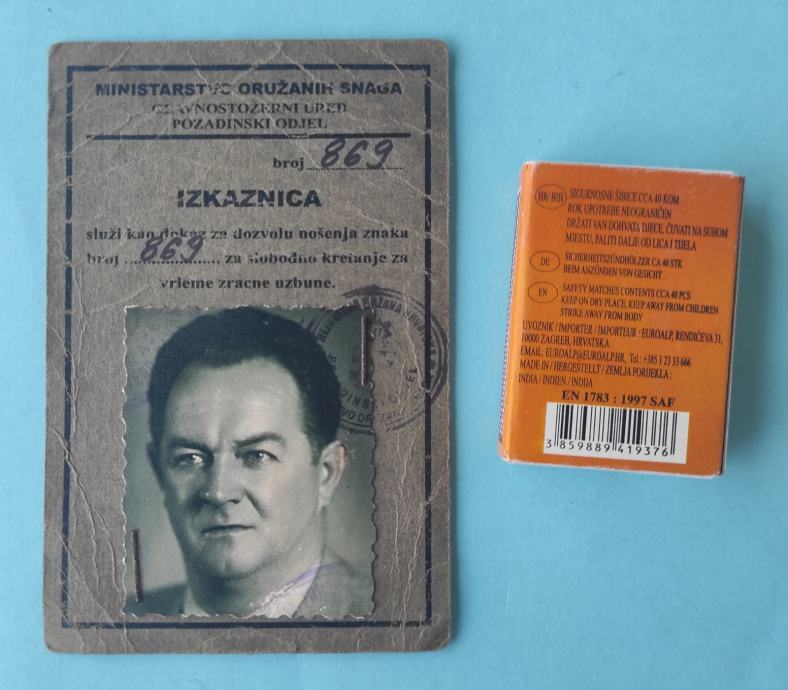 MINISTARSTVO ORUŽANIH SNAGA
GLAVNOSTOŽERNI URED
POZADINSKI ODJEL
broj 869
IZKAZNICA
služi kao dokaz za dozvolu nošenja znaka
broj 869 za slobodno kretanje za
vrieme zracne uzbune.
HR/BIH SIGURNOSNE ŠIBICE CCA 40 KOM
ROK UPOTREBE NEOGRANIČEN
DRŽATI VAN DOHVATA DJECE, ČUVATI NA SUHOM
MJESTU, PALITI DALJE OD LICA I TIJELA
DE SICHERHEITSZÜNDHÖLZER CA 40 STK
BEIM ANZÜNDEN VON GESICHT
EN SAFETY MATCHES CONTENTS CCA 40 PCS
KEEP ON DRY PLACE, KEEP AWAY FROM CHILDREN
STRIKE AWAY FROM BODY
UVOZNIK / IMPORTER / IMPORTEUR : EUROALP, RENDIĆEVA 31,
10000 ZAGREB, HRVATSKA
EMAIL: EUROALP@EUROALP.HR, Tel.: +385 1 23 33 666
MADE IN / HERGESTELLT / ZEMLJA PORIJEKLA :
INDIA / INDIEN / INDIJA
EN 1783 : 1997 SAF
3 859889 419376